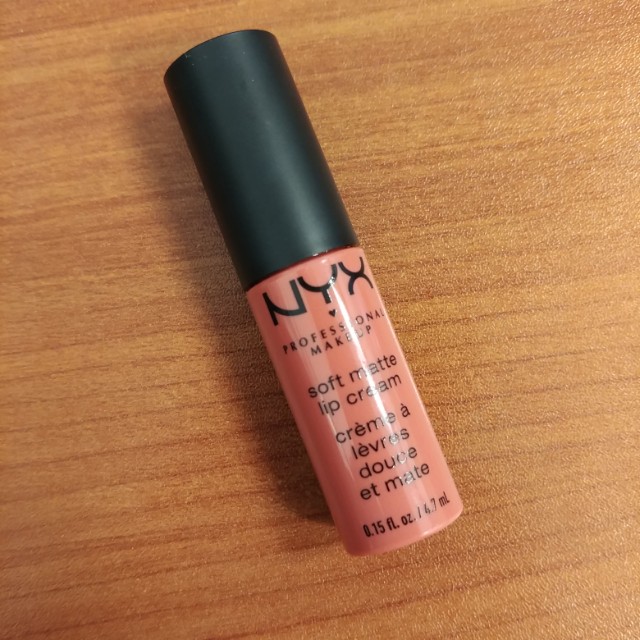 NYX
PROFESSIONAL
MAKEUP
soft matte
lip cream
crème à
lèvres
douce
et mate
0.15 fl. oz. / 4.7 mL